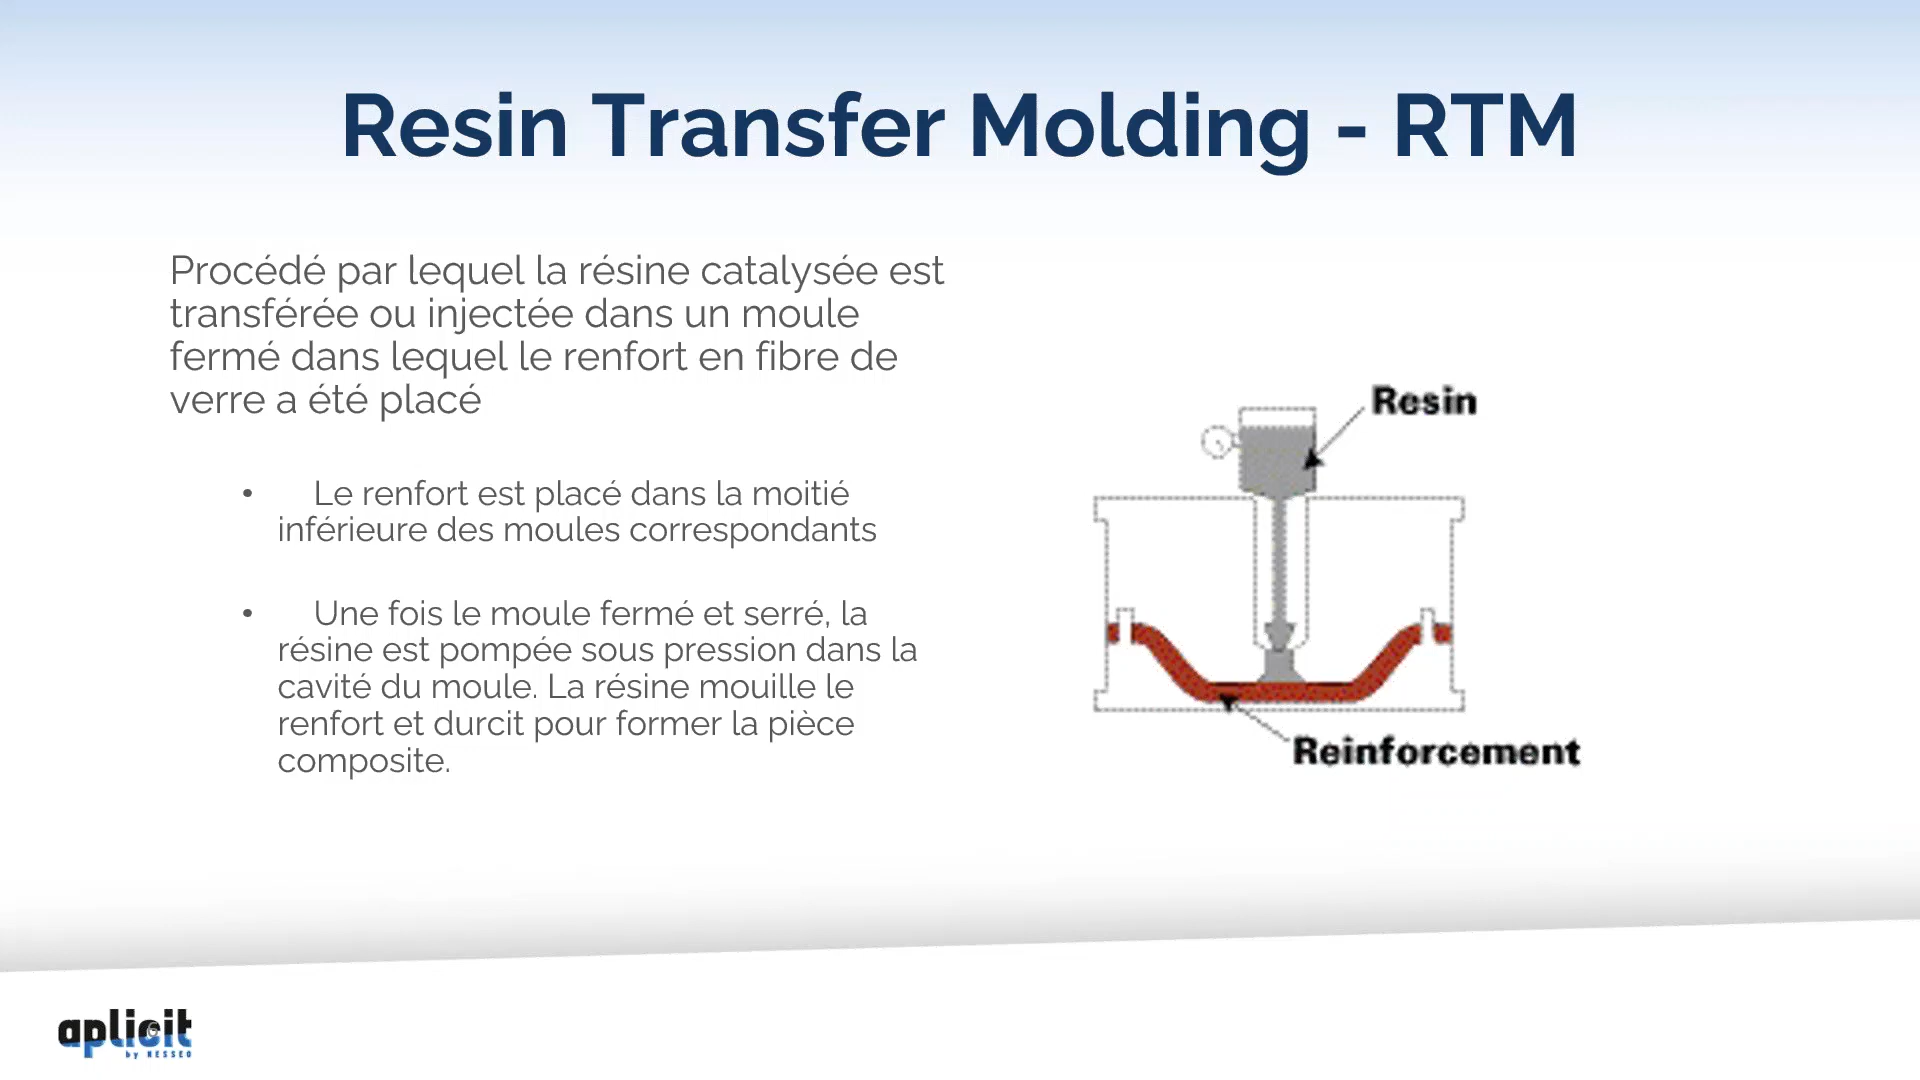 Resin Transfer Molding - RTM
Procédé par lequel la résine catalysée est
transférée ou injectée dans un moule
fermé dans lequel le renfort en fibre de
verre a été placé
• Le renfort est placé dans la moitié
inférieure des moules correspondants
• Une fois le moule fermé et serré, la
résine est pompée sous pression dans la
cavité du moule. La résine mouille le
renfort et durcit pour former la pièce
composite.
Resin
Reinforcement
aplicit
by NESSEO
6